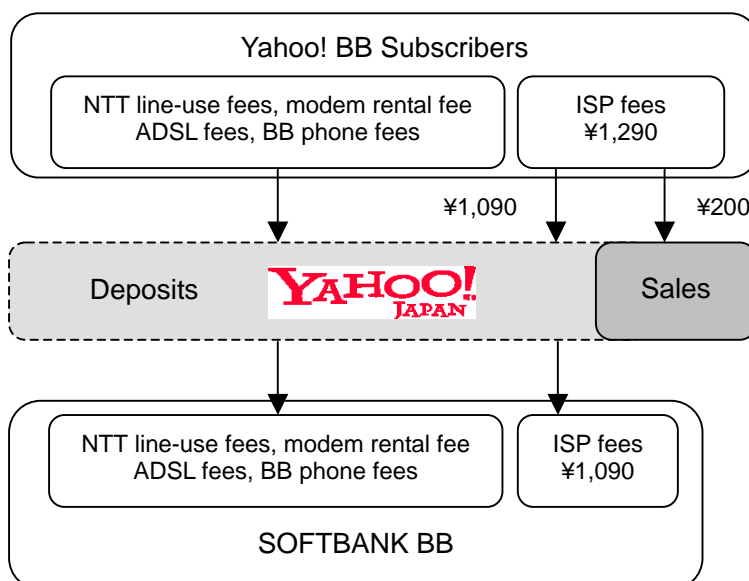 Yahoo! BB Subscribers
NTT line-use fees, modem rental fee
ADSL fees, BB phone fees
ISP fees
¥1,290
¥1,090
¥200
Deposits
YAHOO!
JAPAN
Sales
NTT line-use fees, modem rental fee
ADSL fees, BB phone fees
ISP fees
¥1,090
SOFTBANK BB